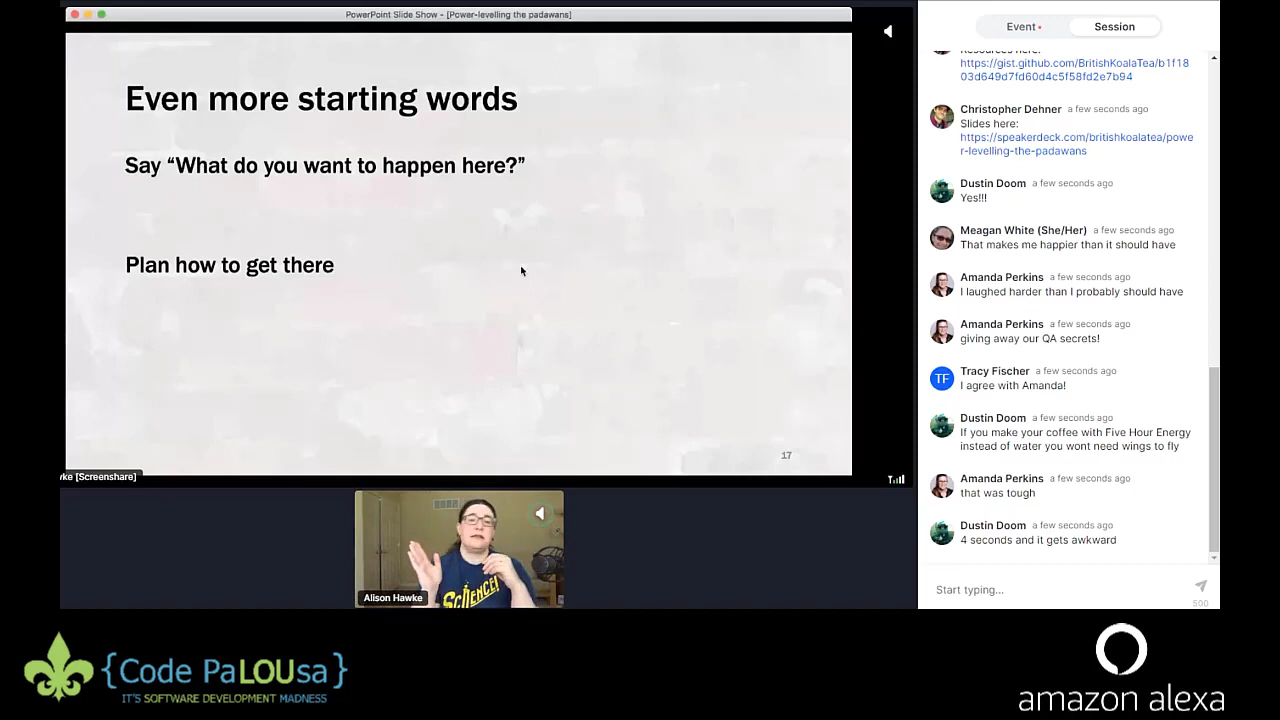 PowerPoint Slide Show - [Power-levelling the padawans]
Even more starting words
Say “What do you want to happen here?”
Plan how to get there
17
[Screenshare]
Alison Hawke
SCIENCE!
Event
Session
Resources here:
https://gist.github.com/BritishKoalaTea/b1f18
03d649d7fd60d4c5f58fd2e7b94
Christopher Dehner a few seconds ago
Slides here:
https://speakerdeck.com/britishkoalatea/powe
r-levelling-the-padawans
Dustin Doom a few seconds ago
Yes!!!
Meagan White (She/Her) a few seconds ago
That makes me happier than it should have
Amanda Perkins a few seconds ago
I laughed harder than I probably should have
Amanda Perkins a few seconds ago
giving away our QA secrets!
TF
Tracy Fischer a few seconds ago
I agree with Amanda!
Dustin Doom a few seconds ago
If you make your coffee with Five Hour Energy
instead of water you wont need wings to fly
Amanda Perkins a few seconds ago
that was tough
Dustin Doom a few seconds ago
4 seconds and it gets awkward
Start typing...
500
{Code PaLOUsa}
IT'S SOFTWARE DEVELOPMENT MADNESS
amazon alexa